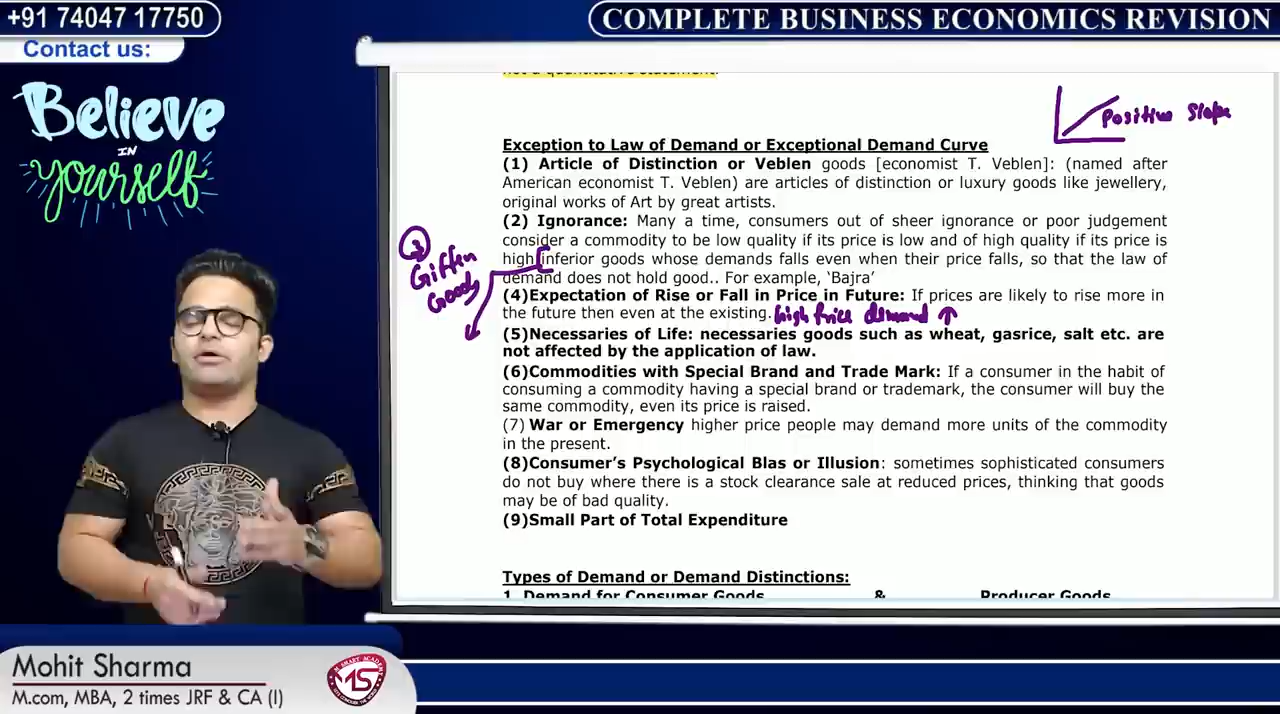 +91 74047 17750
COMPLETE BUSINESS ECONOMICS REVISION
Contact us:
Believe
IN
yourself
not a quantitative statement.
Positive Slope
Exception to Law of Demand or Exceptional Demand Curve
(1) Article of Distinction or Veblen goods [economist T. Veblen]: (named after
American economist T. Veblen) are articles of distinction or luxury goods like jewellery,
original works of Art by great artists.
(2) Ignorance: Many a time, consumers out of sheer ignorance or poor judgement
consider a commodity to be low quality if its price is low and of high quality if its price is
high inferior goods whose demands falls even when their price falls, so that the law of
demand does not hold good.. For example, 'Bajra'
3
Giffin
Goods
(4)Expectation of Rise or Fall in Price in Future: If prices are likely to rise more in
the future then even at the existing. high Price demand ↑
(5)Necessaries of Life: necessaries goods such as wheat, gasrice, salt etc. are
not affected by the application of law.
(6)Commodities with Special Brand and Trade Mark: If a consumer in the habit of
consuming a commodity having a special brand or trademark, the consumer will buy the
same commodity, even its price is raised.
(7) War or Emergency higher price people may demand more units of the commodity
in the present.
(8)Consumer's Psychological Blas or Illusion: sometimes sophisticated consumers
do not buy where there is a stock clearance sale at reduced prices, thinking that goods
may be of bad quality.
(9)Small Part of Total Expenditure
Types of Demand or Demand Distinctions:
1. Demand for Consumer Goods & Producer Goods
Mohit Sharma
M.com, MBA, 2 times JRF & CA (I)
MS